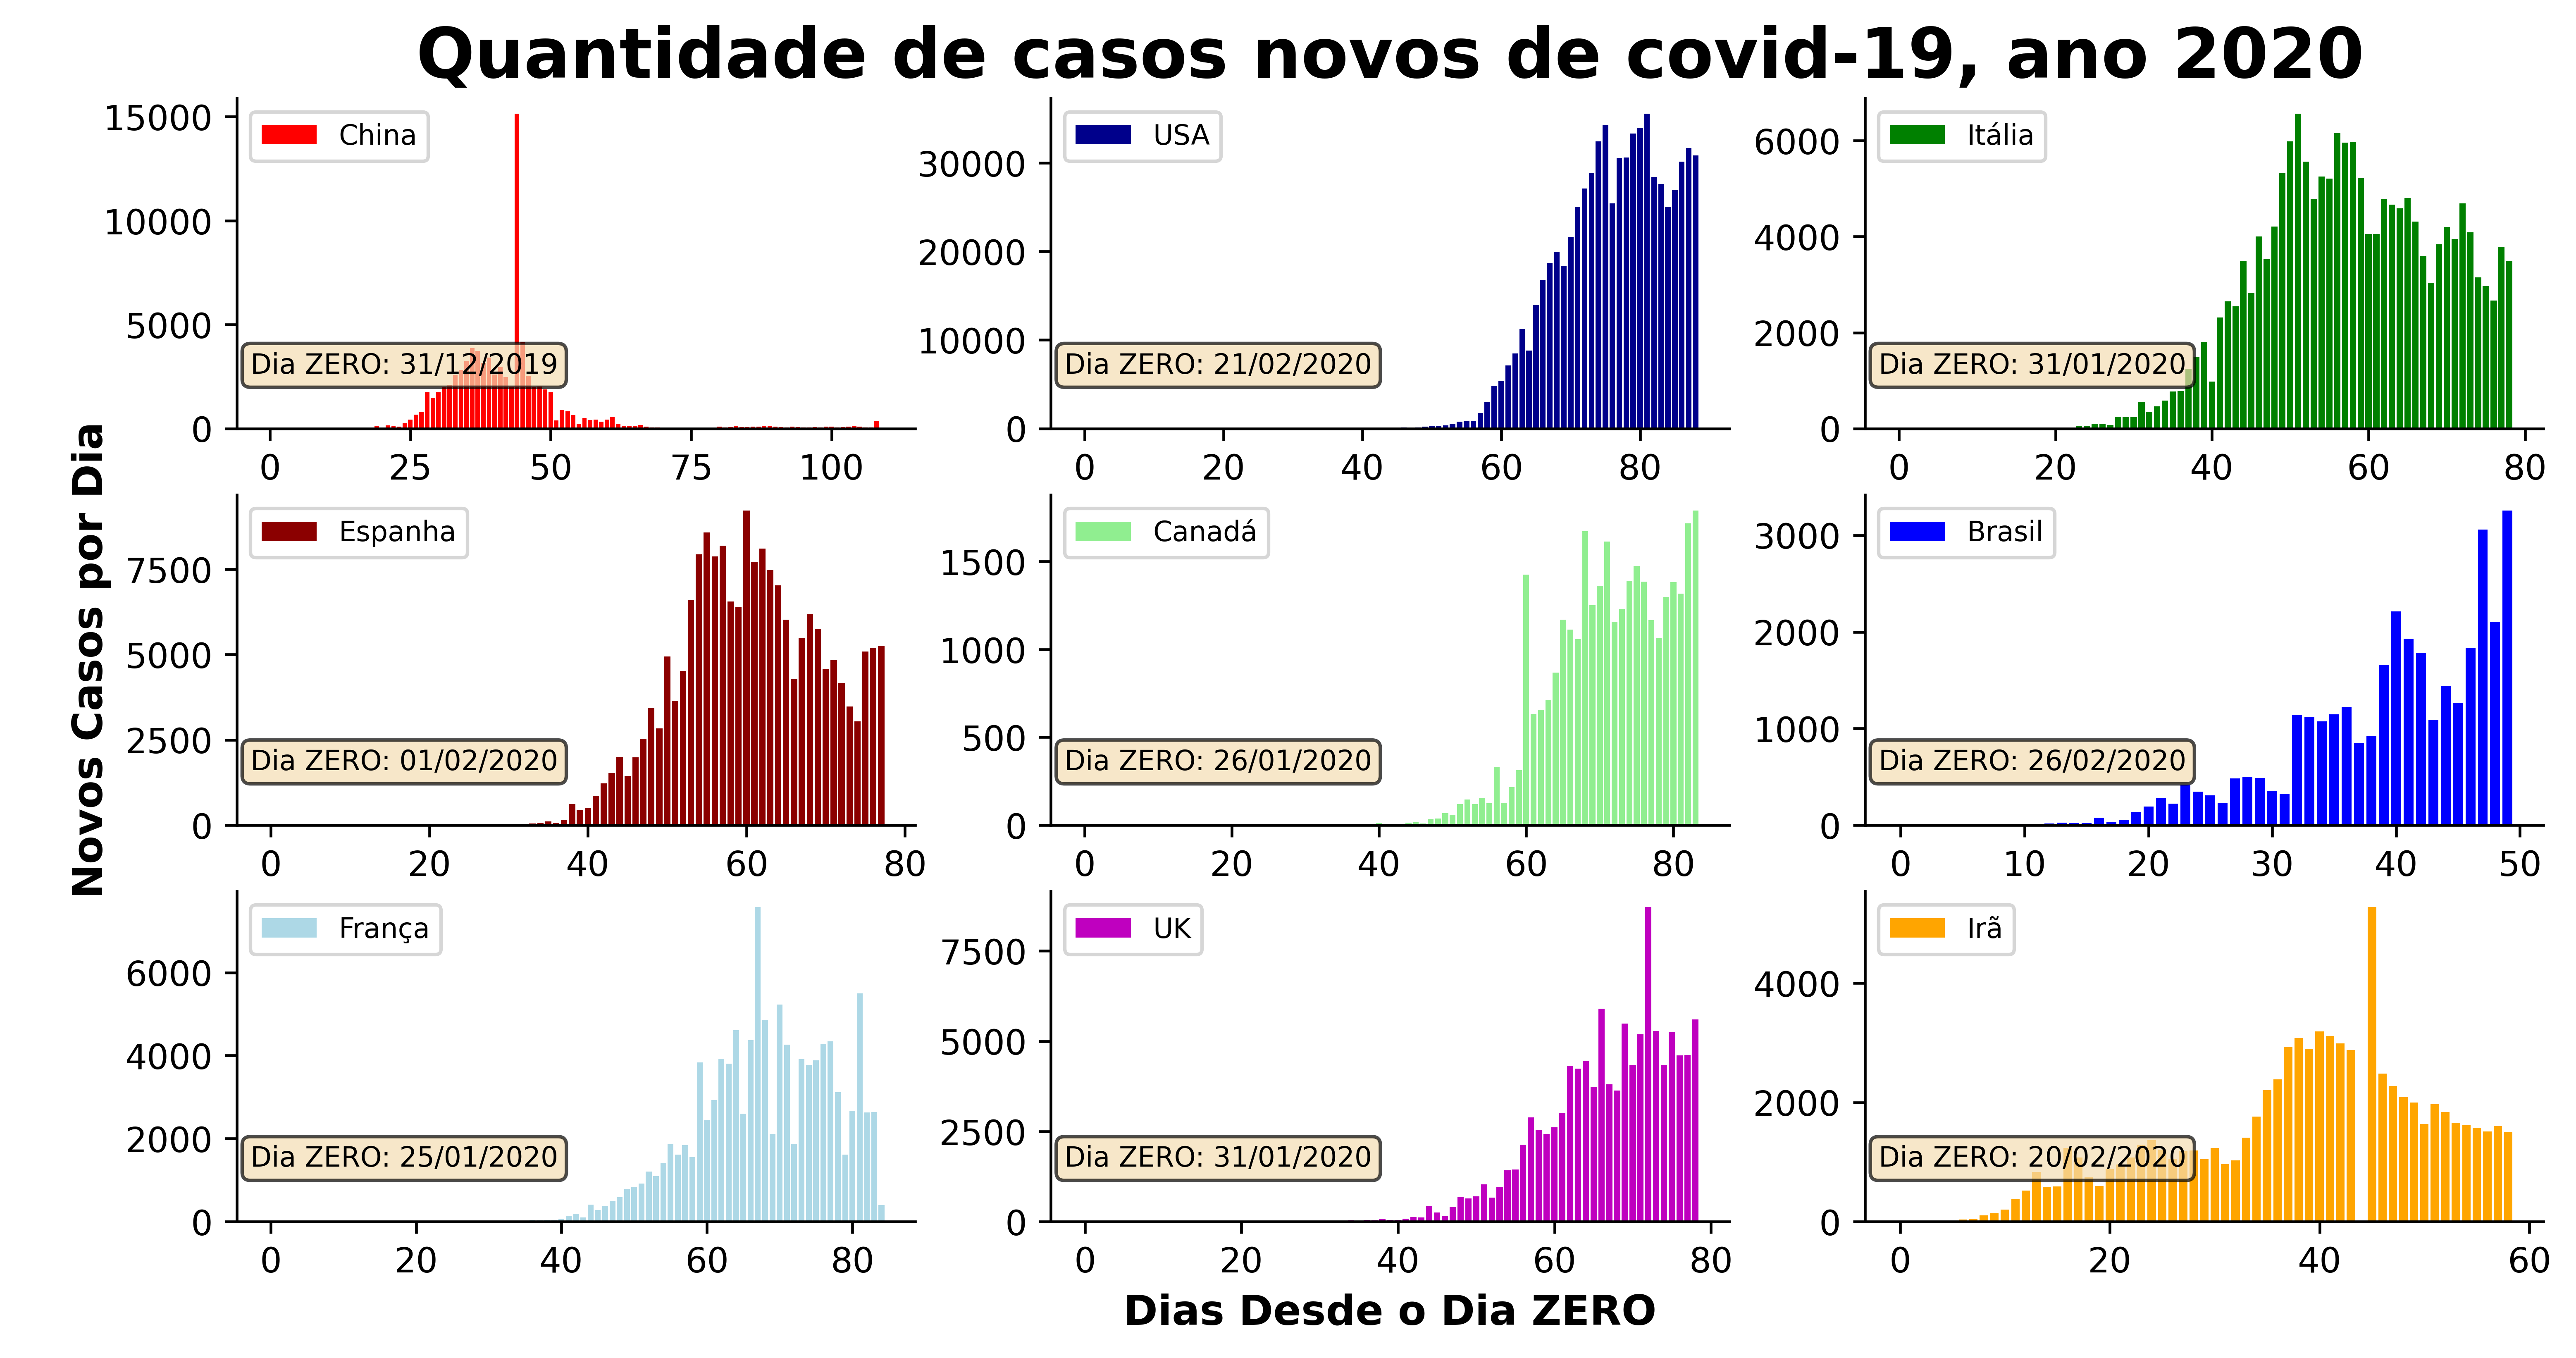 Quantidade de casos novos de covid-19, ano 2020
Novos Casos por Dia
China
15000
10000
5000
0
Dia ZERO: 31/12/2019
0 25 50 75 100
USA
30000
20000
10000
0
Dia ZERO: 21/02/2020
0 20 40 60 80
Itália
6000
4000
2000
0
Dia ZERO: 31/01/2020
0 20 40 60 80
Espanha
7500
5000
2500
0
Dia ZERO: 01/02/2020
0 20 40 60 80
Canadá
1500
1000
500
0
Dia ZERO: 26/01/2020
0 20 40 60 80
Brasil
3000
2000
1000
0
Dia ZERO: 26/02/2020
0 10 20 30 40 50
França
6000
4000
2000
0
Dia ZERO: 25/01/2020
0 20 40 60 80
UK
7500
5000
2500
0
Dia ZERO: 31/01/2020
0 20 40 60 80
Irã
4000
2000
0
Dia ZERO: 20/02/2020
0 20 40 60
Dias Desde o Dia ZERO